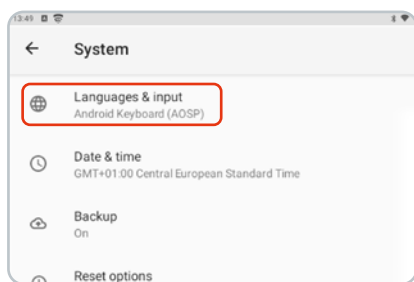 13:49
System
Languages & input
Android Keyboard (AOSP)
Date & time
GMT+01:00 Central European Standard Time
Backup
On
Reset options